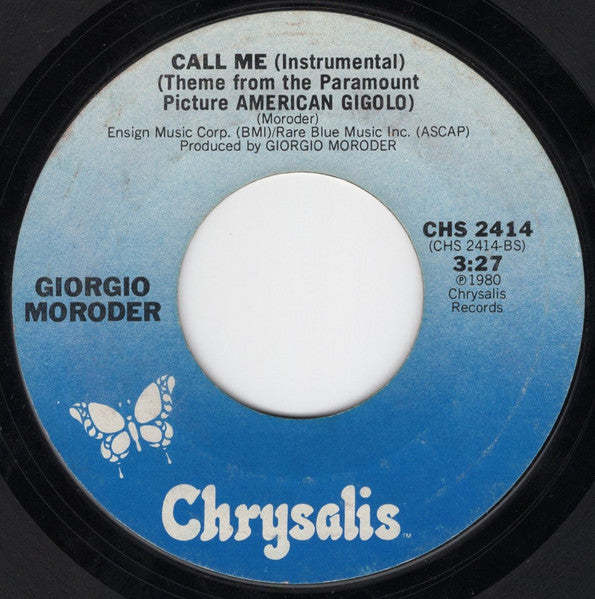 CALL ME (Instrumental)
(Theme from the Paramount
Picture AMERICAN GIGOLO)
(Moroder)
Ensign Music Corp. (BMI)/Rare Blue Music Inc. (ASCAP)
Produced by GIORGIO MORODER
CHS 2414
(CHS 2414-BS)
3:27
℗1980
Chrysalis
Records
GIORGIO
MORODER
Chrysalis™